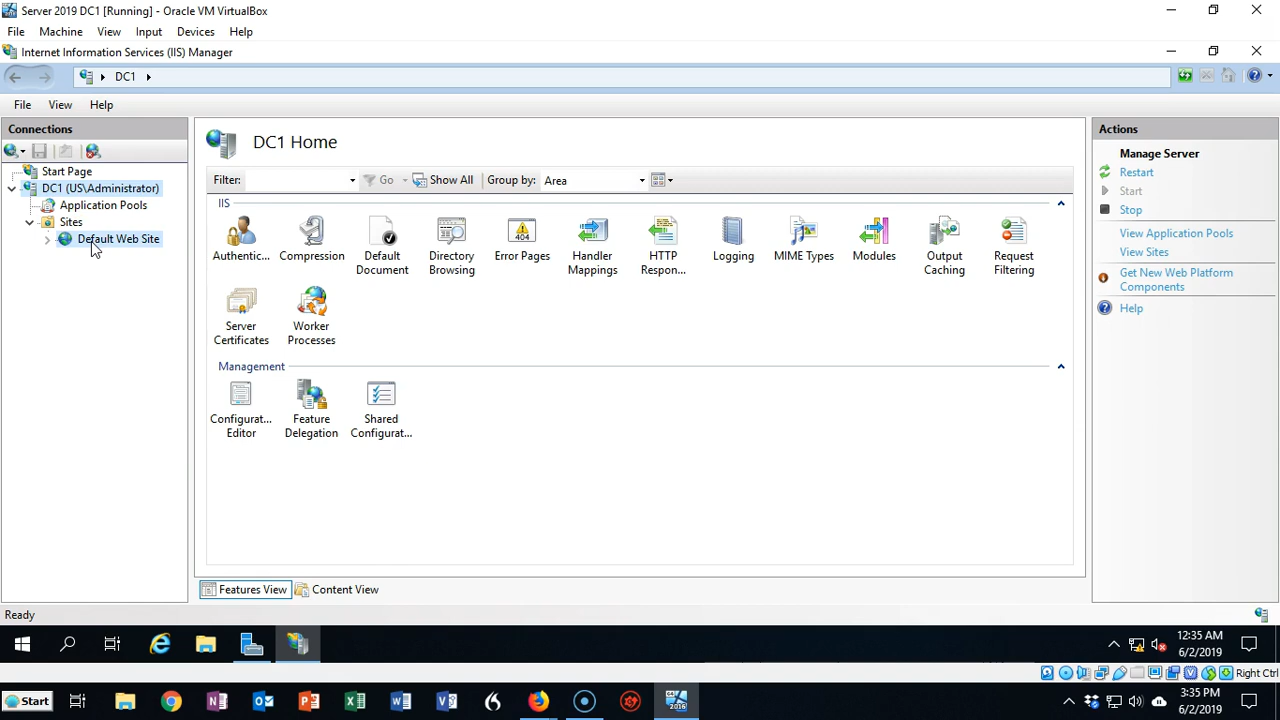 Server 2019 DC1 [Running] - Oracle VM VirtualBox
File Machine View Input Devices Help
Internet Information Services (IIS) Manager
DC1
File View Help
Connections
Start Page
DC1 (US\Administrator)
Application Pools
Sites
Default Web Site
DC1 Home
Filter: Go Show All Group by: Area
IIS
Authentic... Compression Default Document Directory Browsing Error Pages Handler Mappings HTTP Respon... Logging MIME Types Modules Output Caching Request Filtering
404
Server Certificates Worker Processes
Management
Configurat... Editor Feature Delegation Shared Configurat...
Features View Content View
Actions
Manage Server
Restart
Start
Stop
View Application Pools
View Sites
Get New Web Platform
Components
Help
Ready
12:35 AM
6/2/2019
Right Ctrl
Start
2016
3:35 PM
6/2/2019